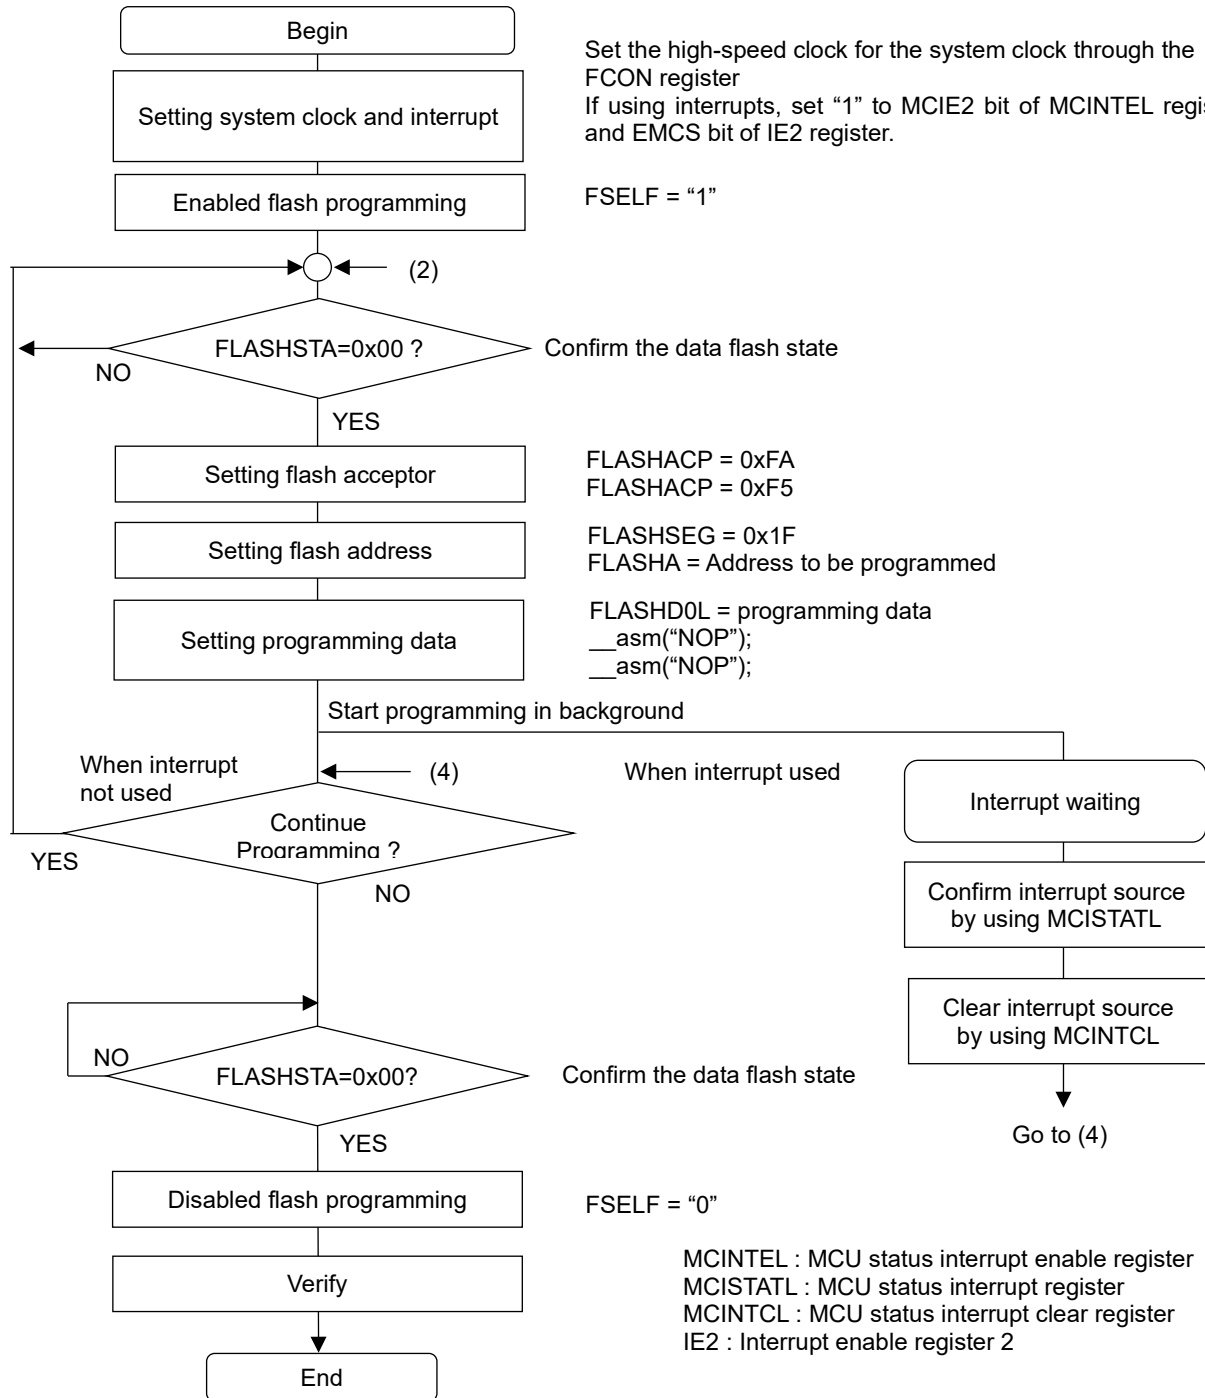 Begin
Set the high-speed clock for the system clock through the
FCON register
If using interrupts, set “1” to MCIE2 bit of MCINTEL regis
and EMCS bit of IE2 register.
Setting system clock and interrupt
Enabled flash programming
FSELF = “1”
(2)
FLASHSTA=0x00 ?
Confirm the data flash state
NO
YES
Setting flash acceptor
FLASHACP = 0xFA
FLASHACP = 0xF5
Setting flash address
FLASHSEG = 0x1F
FLASHA = Address to be programmed
Setting programming data
FLASHD0L = programming data
__asm(“NOP”);
__asm(“NOP”);
Start programming in background
When interrupt
not used
(4)
When interrupt used
Interrupt waiting
Continue
Programming ?
YES
NO
Confirm interrupt source
by using MCISTATL
Clear interrupt source
by using MCINTCL
Go to (4)
NO
FLASHSTA=0x00?
Confirm the data flash state
YES
Disabled flash programming
FSELF = “0”
Verify
MCINTEL : MCU status interrupt enable register
MCISTATL : MCU status interrupt register
MCINTCL : MCU status interrupt clear register
IE2 : Interrupt enable register 2
End